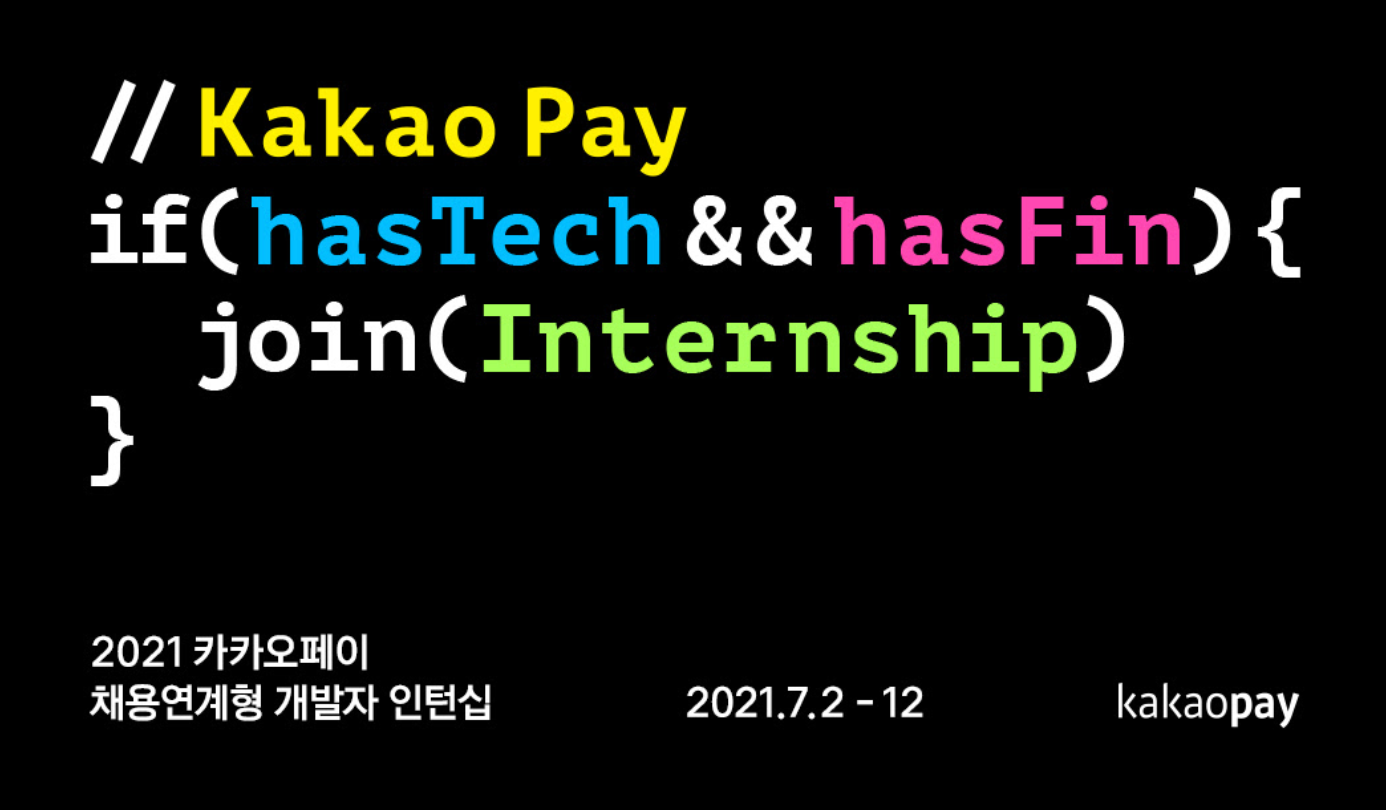 // Kakao Pay
if(hasTech && hasFin){
join(Internship)
}
2021 카카오페이
채용연계형 개발자 인턴십
2021.7.2 - 12
kakaopay